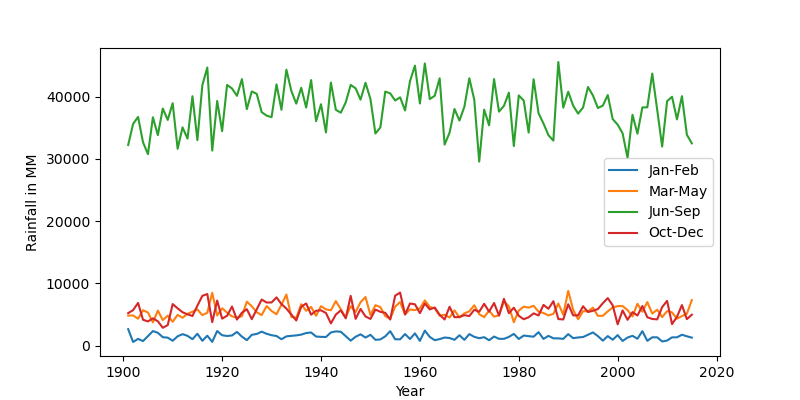 40000
30000
20000
10000
0
Rainfall in MM
Jan-Feb
Mar-May
Jun-Sep
Oct-Dec
1900 1920 1940 1960 1980 2000 2020
Year